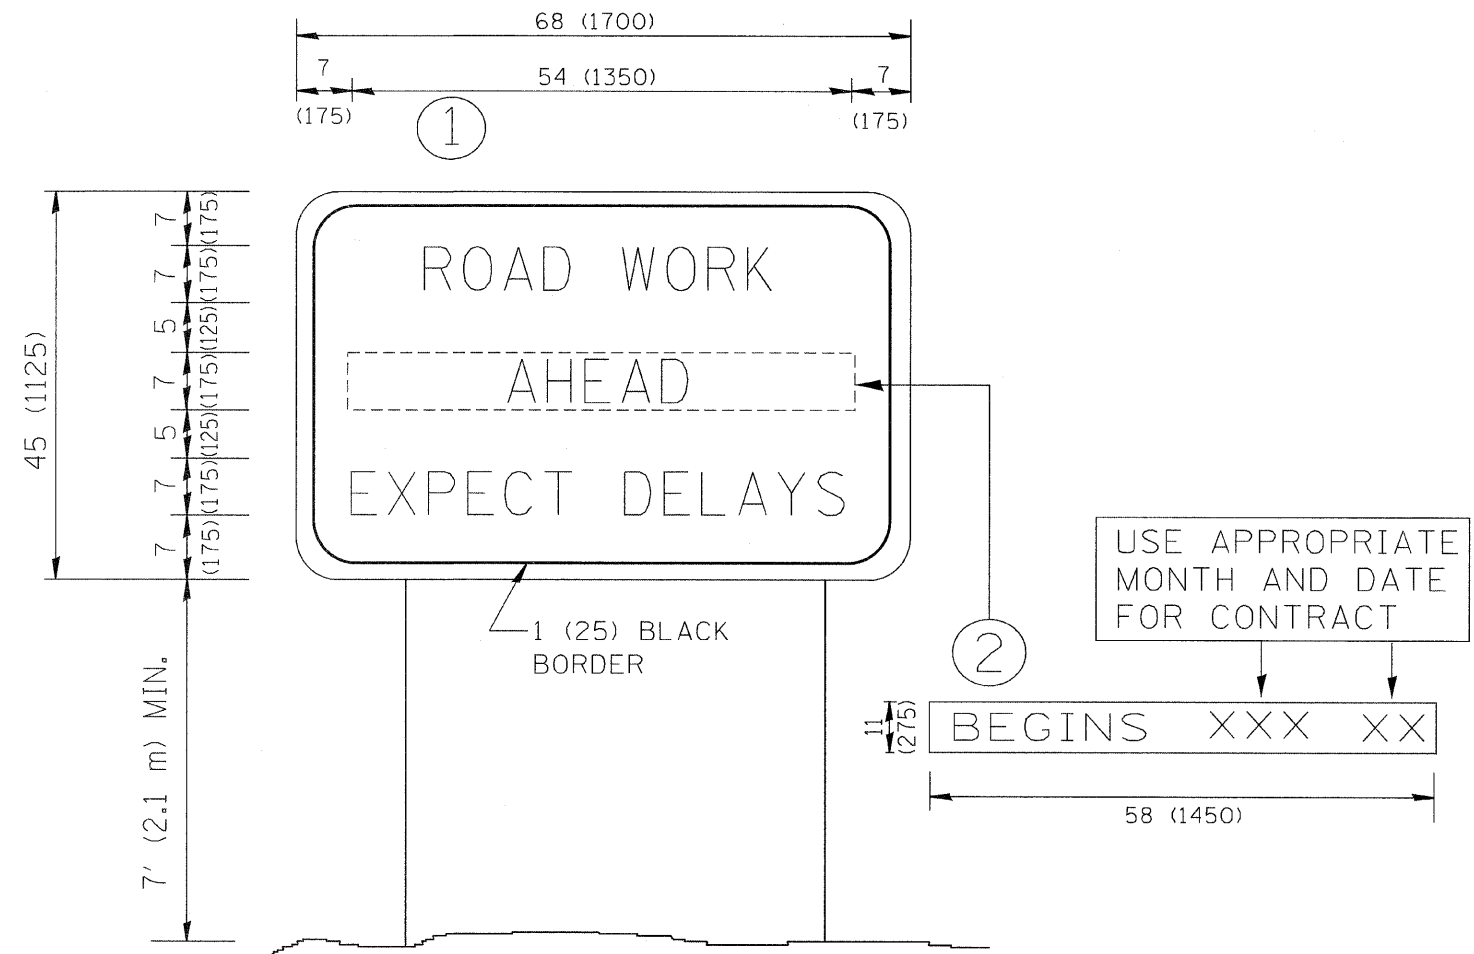 68 (1700)
7 54 (1350) 7
(175) (175)
1
ROAD WORK
AHEAD
EXPECT DELAYS
45 (1125)
7 (175)
7 (175)
5 (125)
7 (175)
5 (125)
7 (175)
7 (175)
7' (2.1 m) MIN.
1 (25) BLACK
BORDER
USE APPROPRIATE
MONTH AND DATE
FOR CONTRACT
2
11
(275)
BEGINS XXX XX
58 (1450)